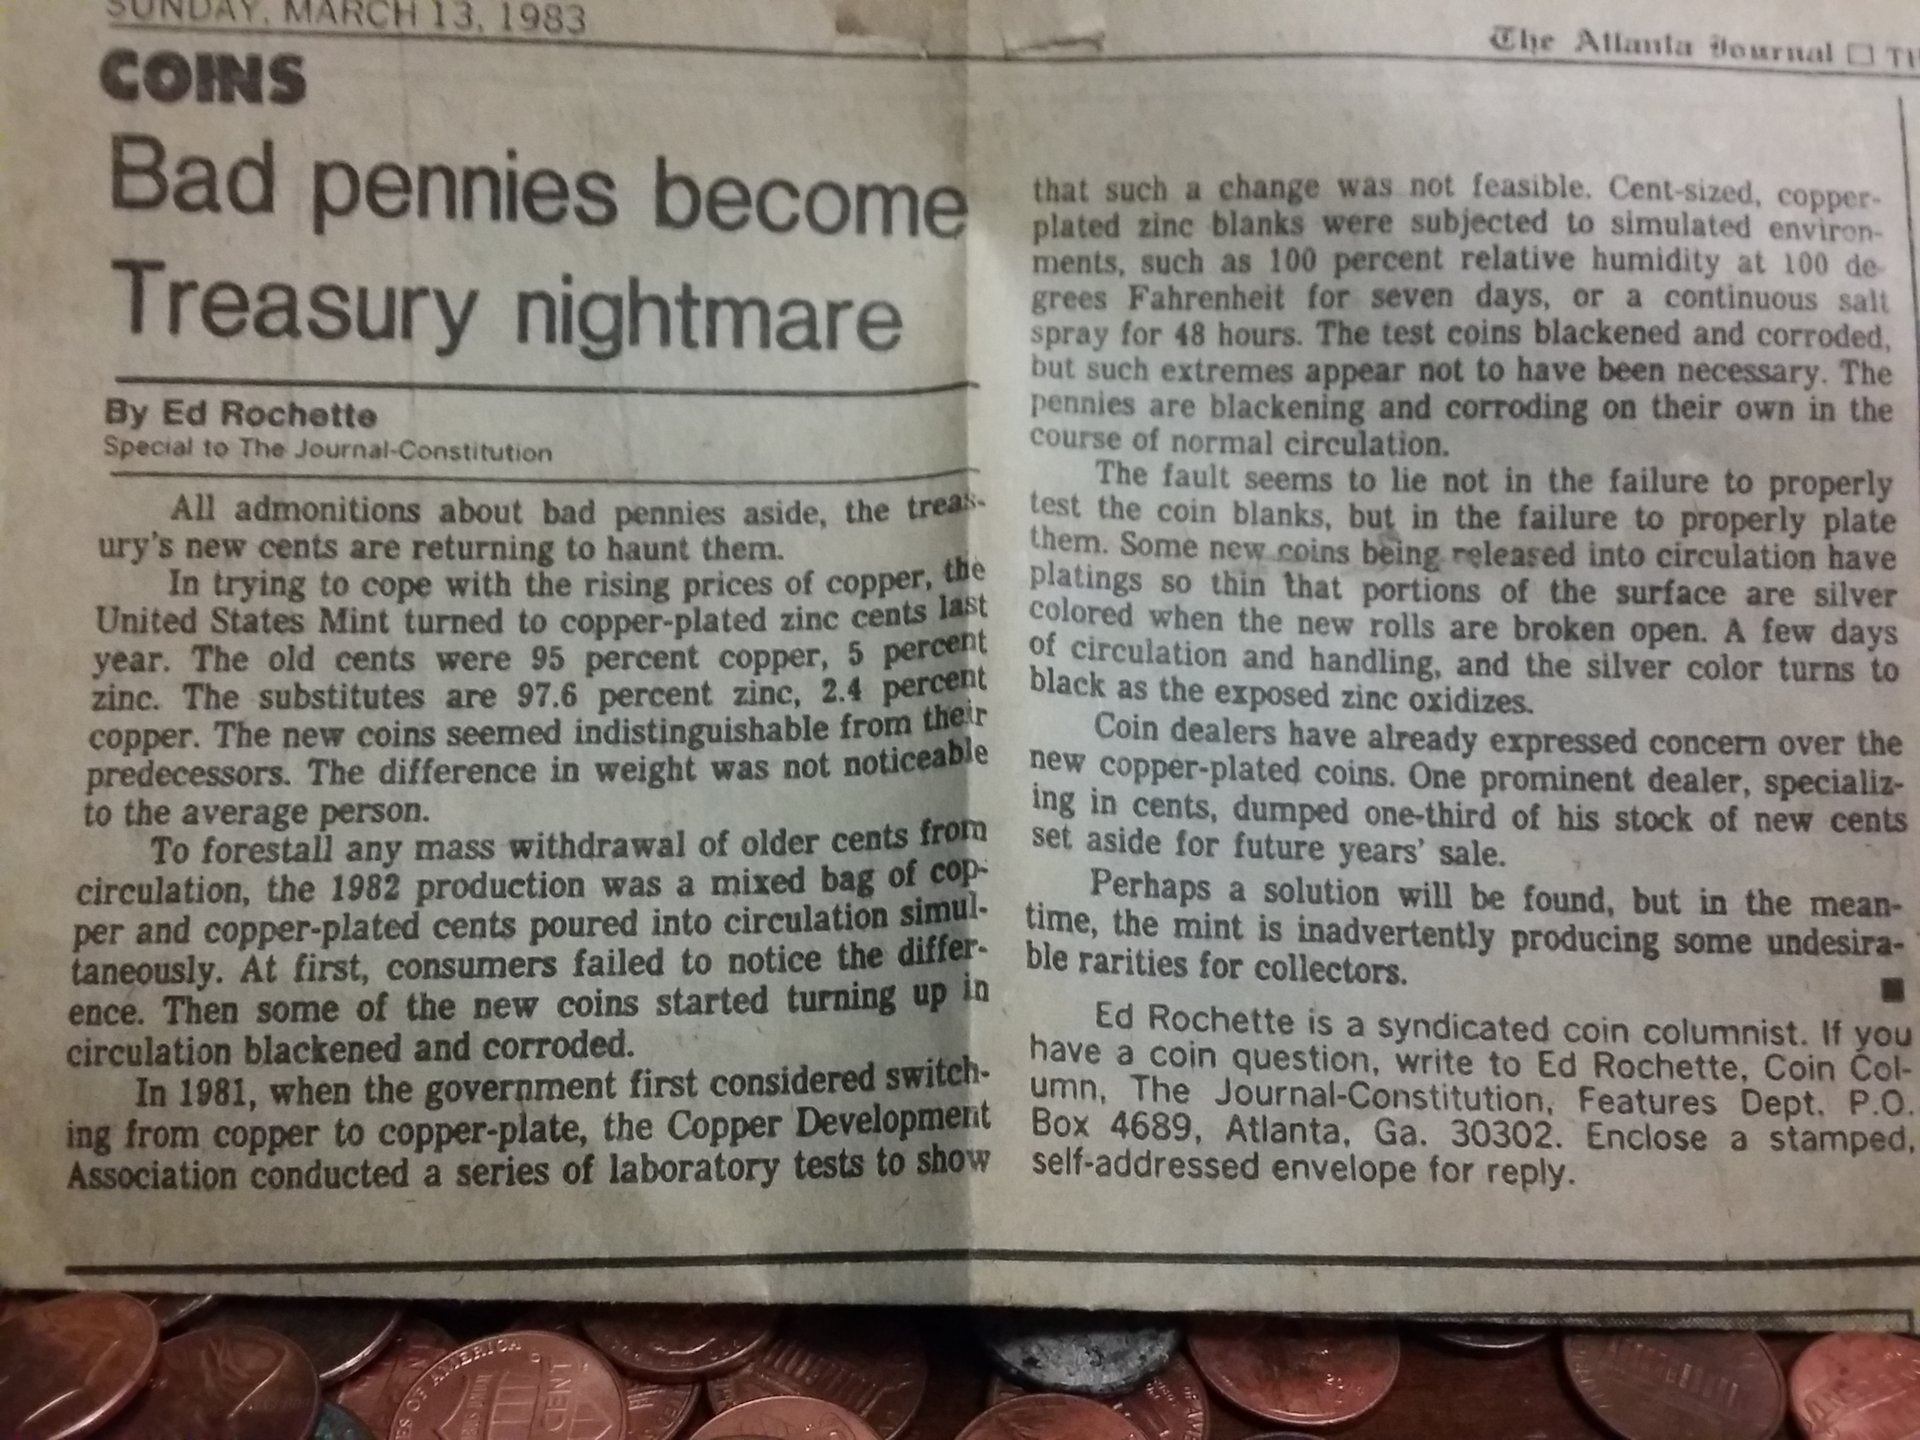 SUNDAY, MARCH 13, 1983
The Atlanta Journal
COINS
Bad pennies become
Treasury nightmare
By Ed Rochette
Special to The Journal-Constitution
All admonitions about bad pennies aside, the treas-
ury's new cents are returning to haunt them.
In trying to cope with the rising prices of copper, the
United States Mint turned to copper-plated zinc cents last
year. The old cents were 95 percent copper, 5 percent
zinc. The substitutes are 97.6 percent zinc, 2.4 percent
copper. The new coins seemed indistinguishable from their
predecessors. The difference in weight was not noticeable
to the average person.
To forestall any mass withdrawal of older cents from
circulation, the 1982 production was a mixed bag of cop-
per and copper-plated cents poured into circulation simul-
taneously. At first, consumers failed to notice the differ-
ence. Then some of the new coins started turning up in
circulation blackened and corroded.
In 1981, when the government first considered switch-
ing from copper to copper-plate, the Copper Development
Association conducted a series of laboratory tests to show
that such a change was not feasible. Cent-sized, copper-
plated zinc blanks were subjected to simulated environ-
ments, such as 100 percent relative humidity at 100 de-
grees Fahrenheit for seven days, or a continuous salt
spray for 48 hours. The test coins blackened and corroded,
but such extremes appear not to have been necessary. The
pennies are blackening and corroding on their own in the
course of normal circulation.
The fault seems to lie not in the failure to properly
test the coin blanks, but in the failure to properly plate
them. Some new coins being released into circulation have
platings so thin that portions of the surface are silver
colored when the new rolls are broken open. A few days
of circulation and handling, and the silver color turns to
black as the exposed zinc oxidizes.
Coin dealers have already expressed concern over the
new copper-plated coins. One prominent dealer, specializ-
ing in cents, dumped one-third of his stock of new cents
set aside for future years' sale.
Perhaps a solution will be found, but in the mean-
time, the mint is inadvertently producing some undesira-
ble rarities for collectors.
Ed Rochette is a syndicated coin columnist. If you
have a coin question, write to Ed Rochette, Coin Col-
umn, The Journal-Constitution, Features Dept. P.O.
Box 4689, Atlanta, Ga. 30302. Enclose a stamped,
self-addressed envelope for reply.
OF AMERICA